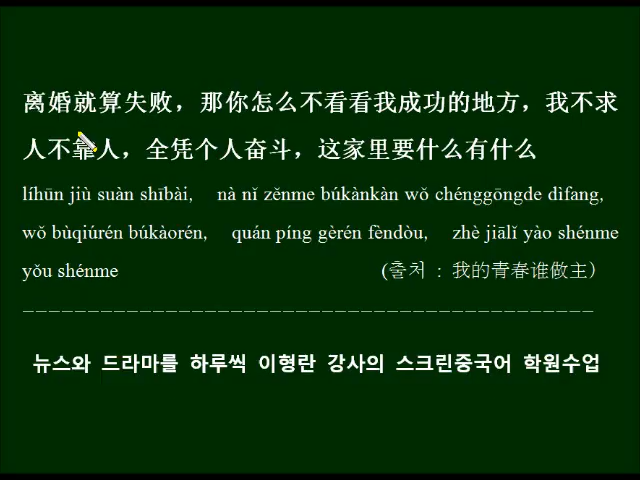 离婚就算失败，那你怎么不看看我成功的地方，我不求
人不靠人，全凭个人奋斗，这家里要什么有什么
líhūn jiù suàn shībài, nà nǐ zěnme búkànkàn wǒ chénggōngde dìfang,
wǒ bùqiúrén búkàorén, quán píng gèrén fèndòu, zhè jiālǐ yào shénme
yǒu shénme (출처 : 我的青春谁做主)
뉴스와 드라마를 하루씩 이형란 강사의 스크린중국어 학원수업